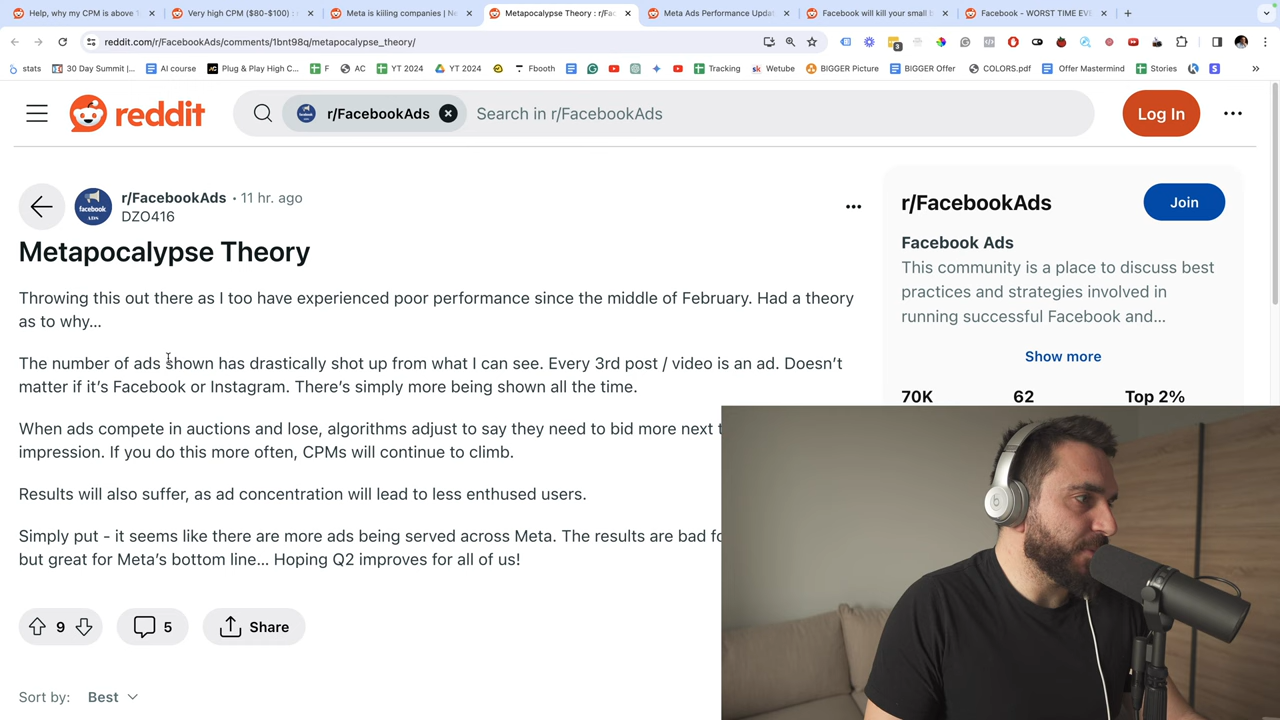 Help, why my CPM is above 1
Very high CPM ($80-$100) :
Meta is kiiling companies | Ne
Metapocalypse Theory : r/Fac
Meta Ads Performance Updat
Facebook will kill your small b
Facebook - WORST TIME EV
reddit.com/r/FacebookAds/comments/1bnt98q/metapocalypse_theory/
stats
30 Day Summit |...
AI course
Plug & Play High C...
F
AC
YT 2024
YT 2024
Fbooth
Tracking
Wetube
BIGGER Picture
BIGGER Offer
COLORS.pdf
Offer Mastermind
Stories
reddit
r/FacebookAds
Search in r/FacebookAds
Log In
r/FacebookAds • 11 hr. ago
DZO416
Metapocalypse Theory
Throwing this out there as I too have experienced poor performance since the middle of February. Had a theory
as to why...
The number of ads shown has drastically shot up from what I can see. Every 3rd post / video is an ad. Doesn't
matter if it's Facebook or Instagram. There's simply more being shown all the time.
When ads compete in auctions and lose, algorithms adjust to say they need to bid more next t
impression. If you do this more often, CPMs will continue to climb.
Results will also suffer, as ad concentration will lead to less enthused users.
Simply put - it seems like there are more ads being served across Meta. The results are bad fo
but great for Meta's bottom line... Hoping Q2 improves for all of us!
9
5
Share
Sort by: Best
r/FacebookAds
Join
Facebook Ads
This community is a place to discuss best
practices and strategies involved in
running successful Facebook and...
Show more
70K
62
Top 2%